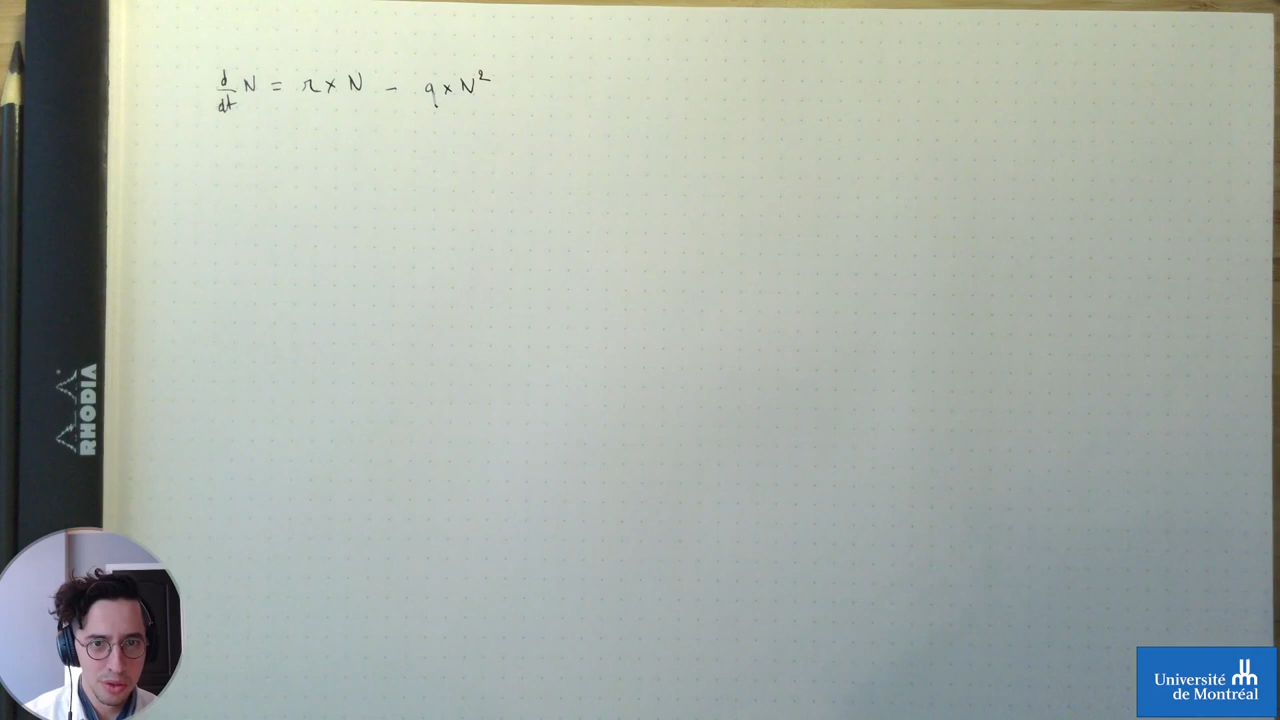 d/dt N = r × N - q × N²
RHODIA
Université
de Montréal